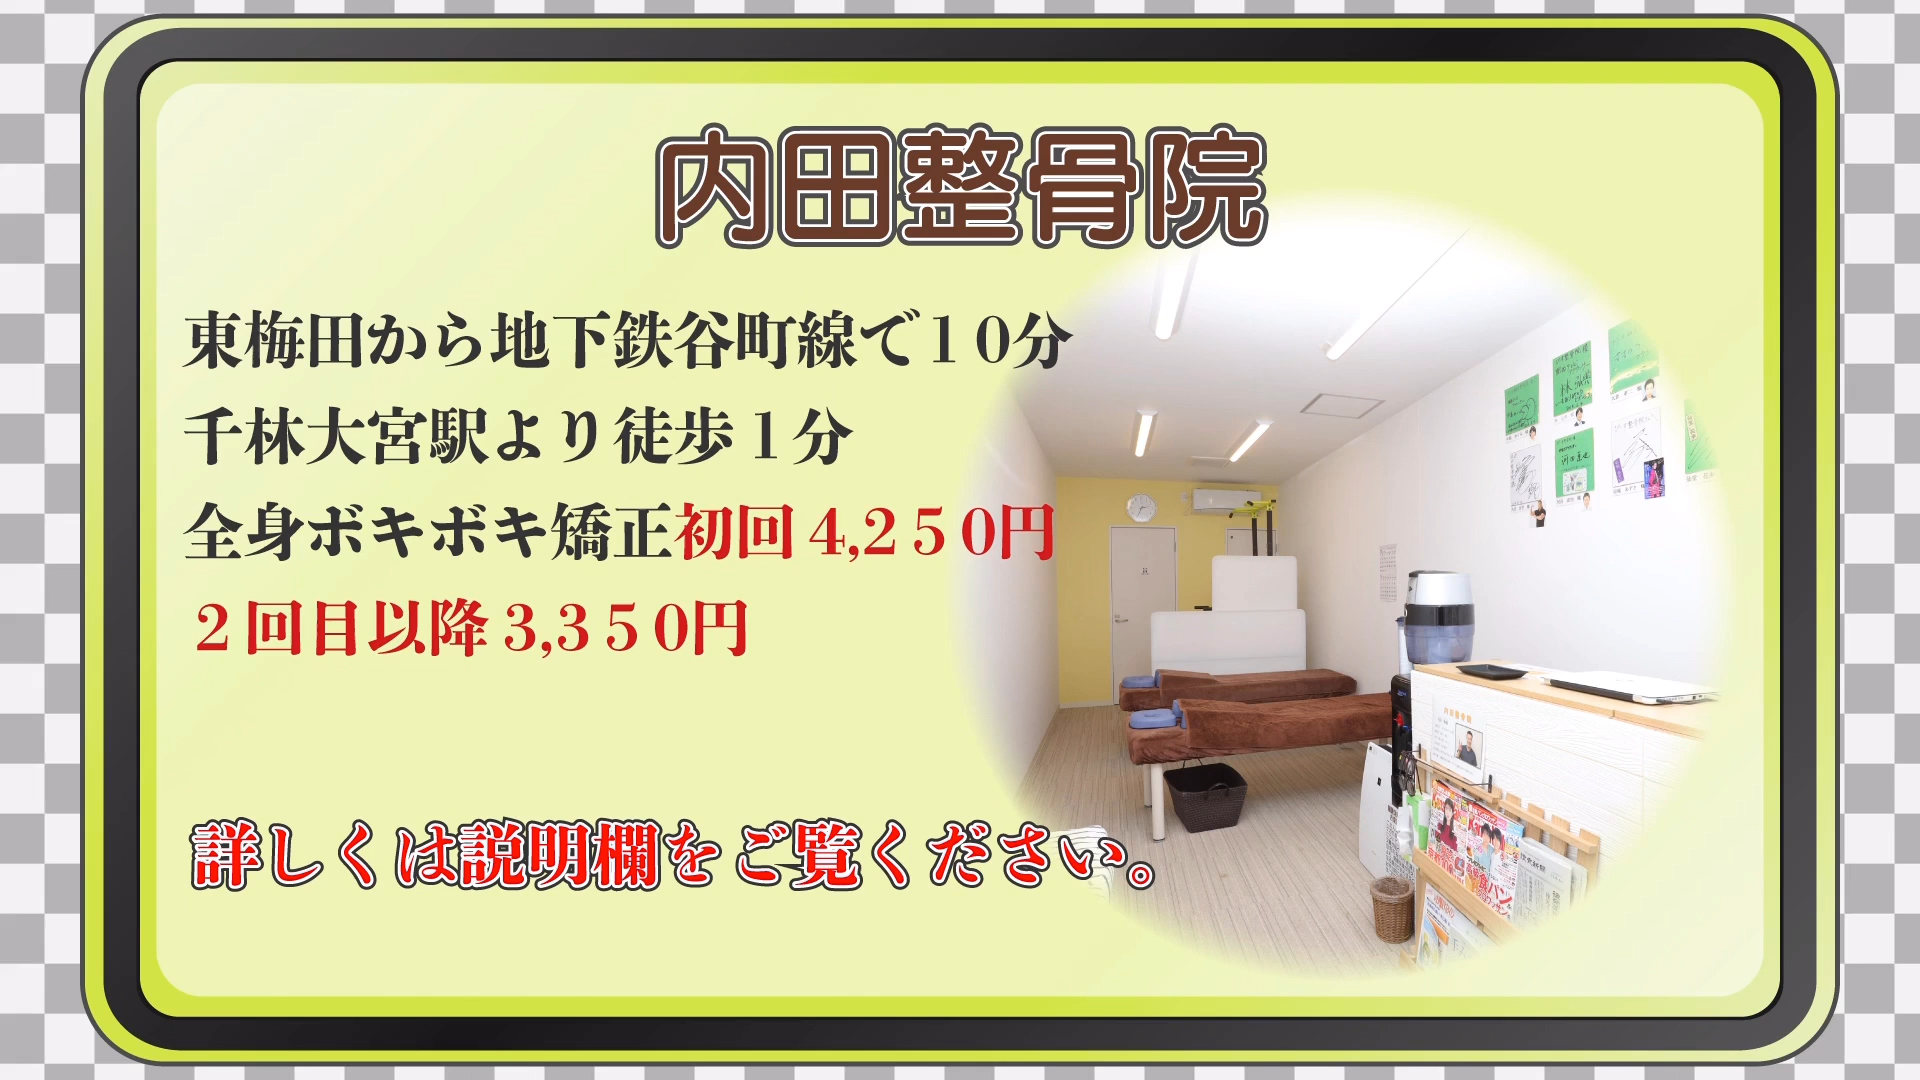 内田整骨院
東梅田から地下鉄谷町線で１０分
千林大宮駅より徒歩１分
全身ボキボキ矯正初回４,２５０円
２回目以降３,３５０円
詳しくは説明欄をご覧ください。